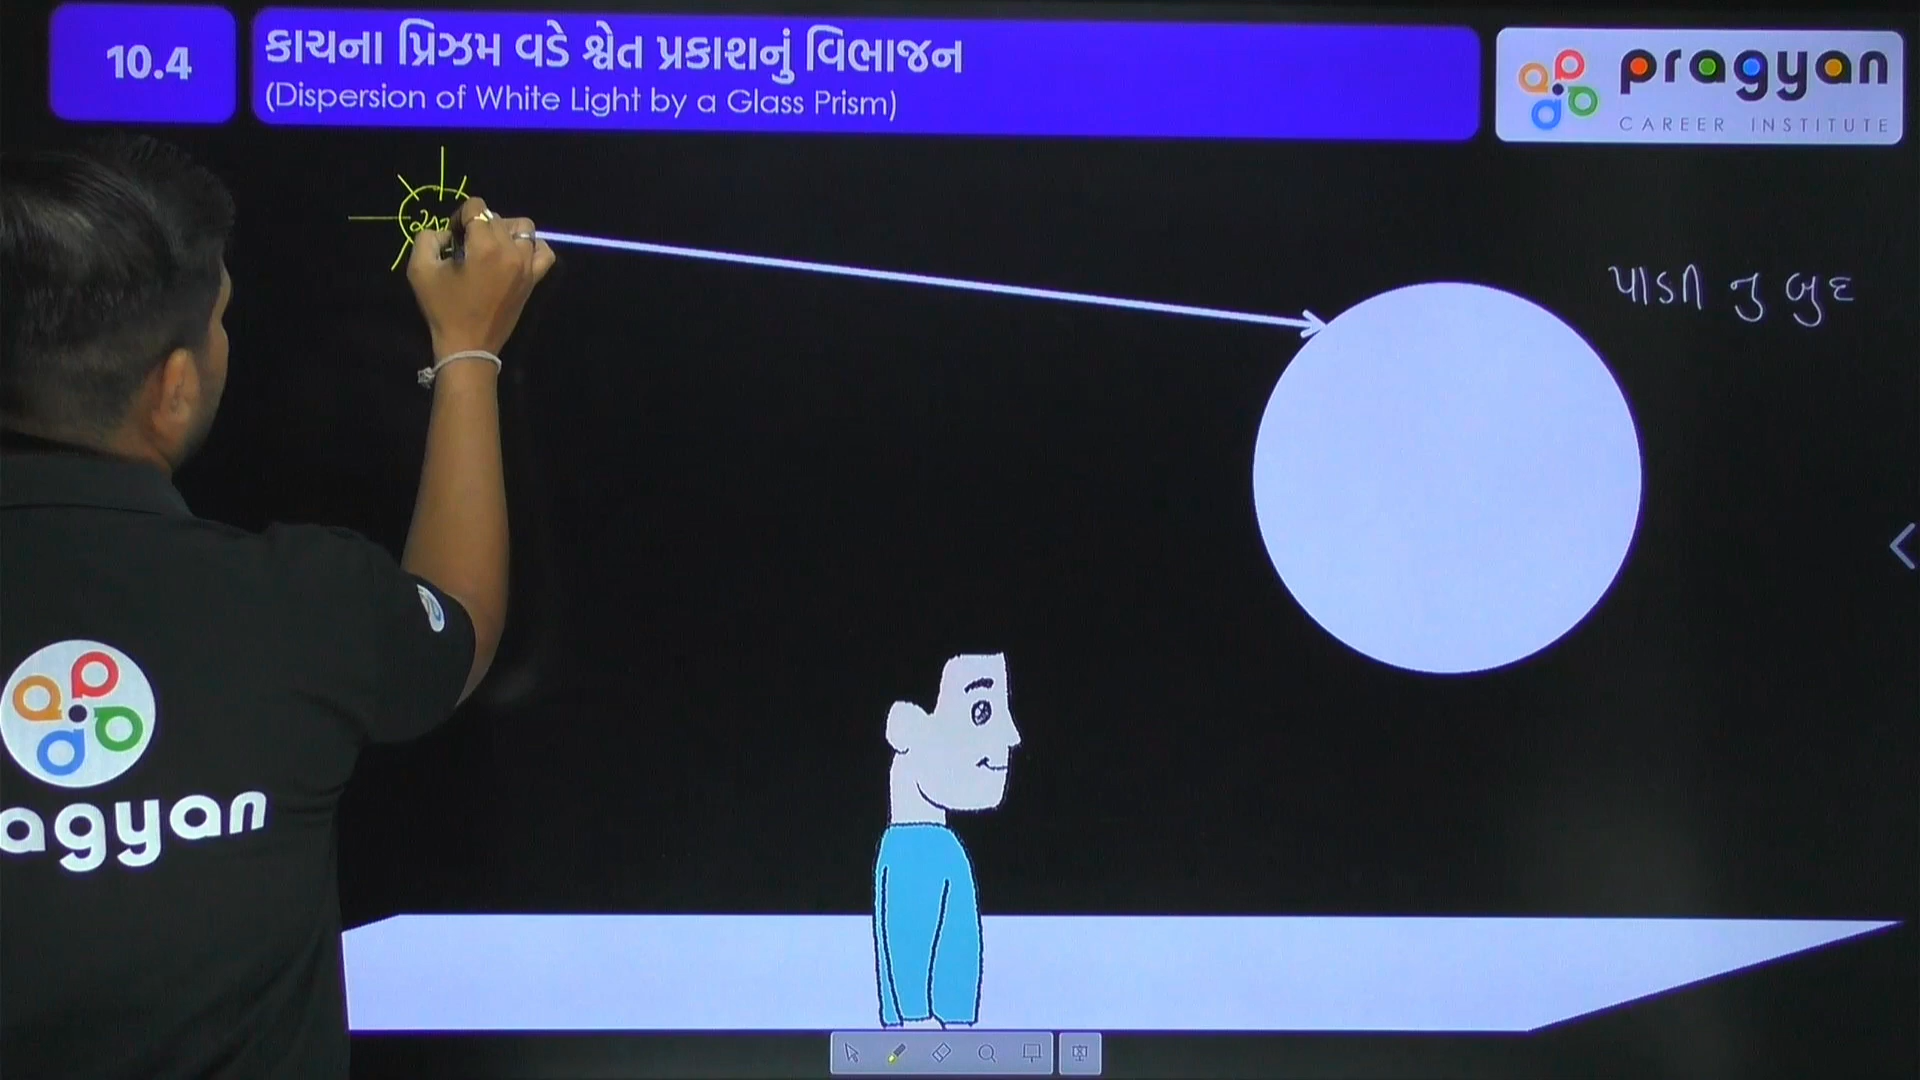 10.4
કાચના પ્રિઝમ વડે શ્વેત પ્રકાશનું વિભાજન
(Dispersion of White Light by a Glass Prism)
pragyan
CAREER INSTITUTE
નુ બુદ
agyan